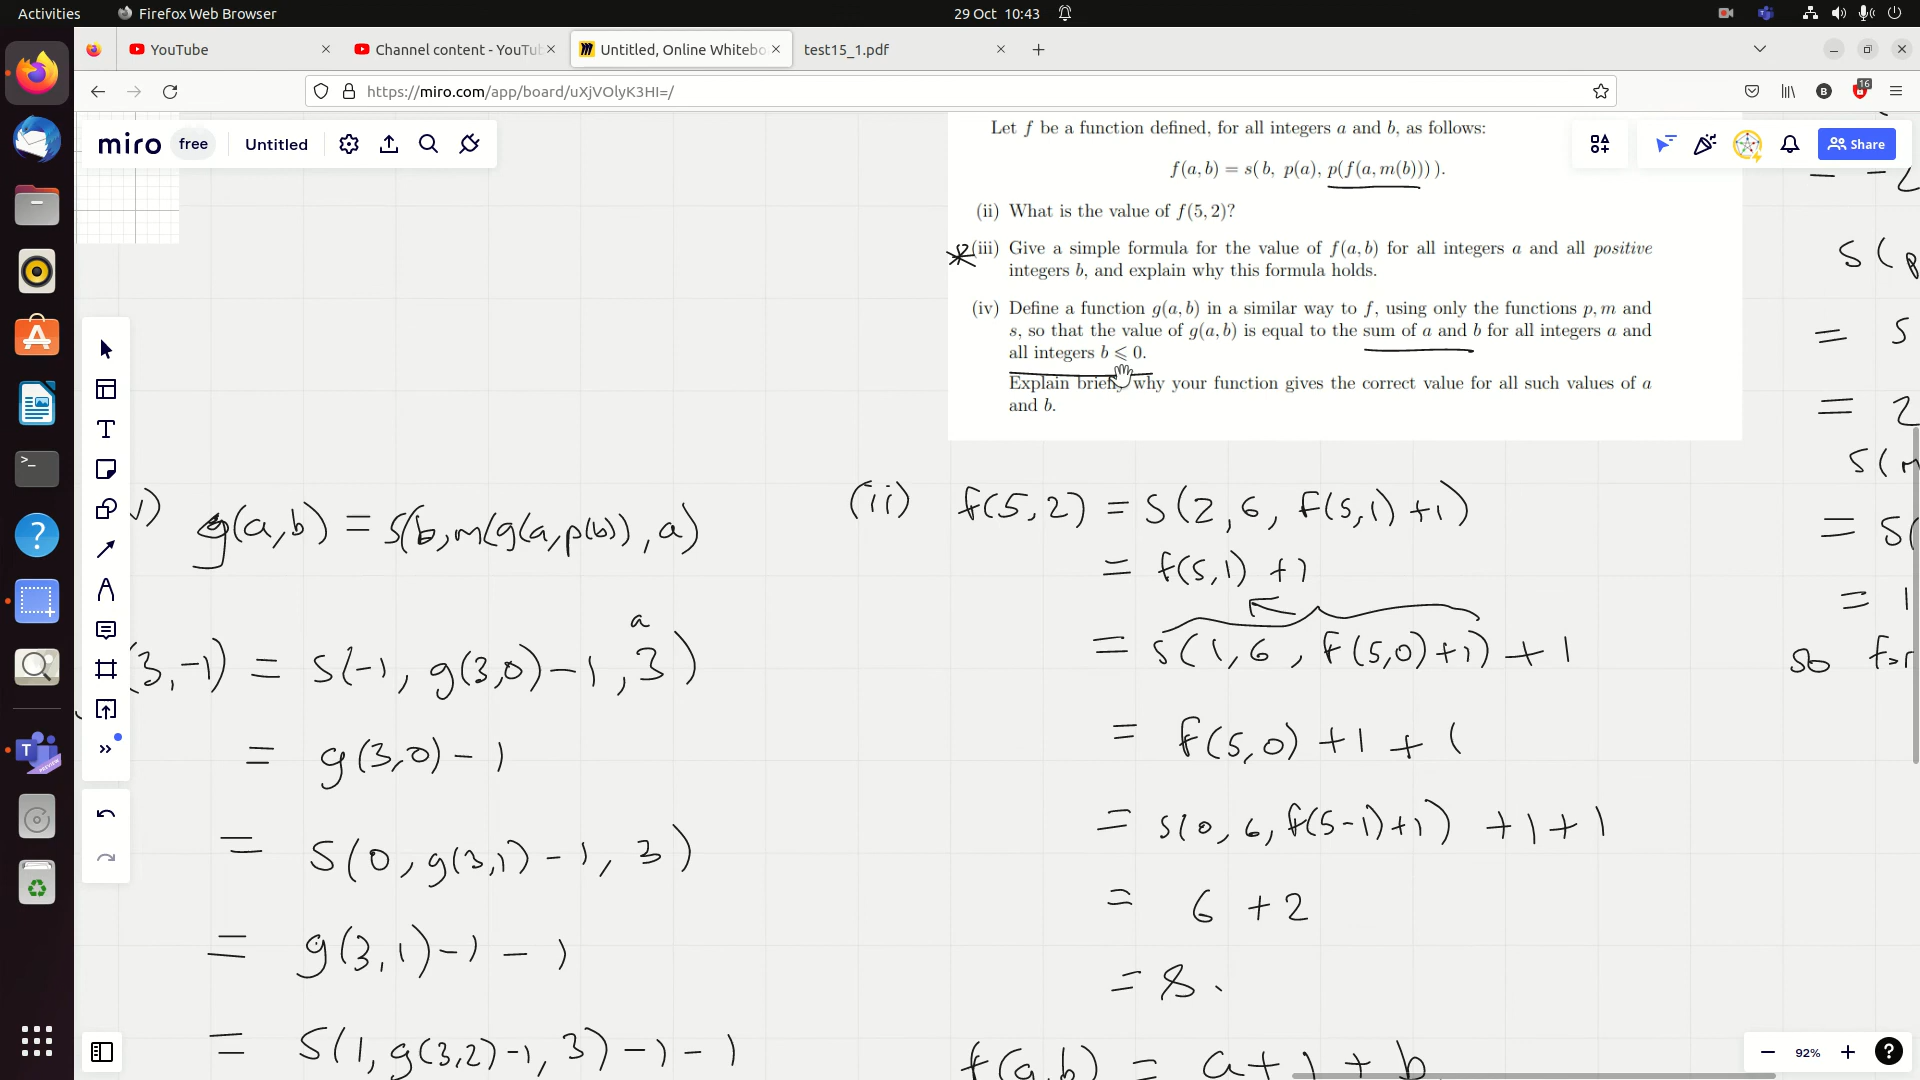 Activities
Firefox Web Browser
29 Oct 10:43
YouTube
Channel content - YouTub
Untitled, Online Whitebo
test15_1.pdf
https://miro.com/app/board/uXjVOlyK3HI=/
16
miro
free
Untitled
Share
Let f be a function defined, for all integers a and b, as follows:
f(a, b) = s( b, p(a), p(f(a, m(b))) ).
(ii) What is the value of f(5, 2)?
(iii) Give a simple formula for the value of f(a, b) for all integers a and all positive
integers b, and explain why this formula holds.
(iv) Define a function g(a, b) in a similar way to f, using only the functions p, m and
s, so that the value of g(a, b) is equal to the sum of a and b for all integers a and
all integers b ⩽ 0.
Explain briefly why your function gives the correct value for all such values of a
and b.
v) g(a,b) = s(b,m(g(a,p(b)),a)
a
(3,-1) = s(-1, g(3,0)-1, 3)
= g(3,0) - 1
= s(0, g(3,1) - 1, 3)
= g(3,1) - 1 - 1
= s(1, g(3,2)-1, 3) - 1 - 1
(ii) f(5,2) = s(2,6, f(5,1)+1)
= f(5,1) + 1
= s(1,6, f(5,0)+1) + 1
= f(5,0) + 1 + 1
= s(0, 6, f(5-1)+1) + 1 + 1
= 6 + 2
= 8.
f(a,b) = a + 1 + b
= -2
s(p
= s
= 2
s(m
= s(
= 1
so for
92%